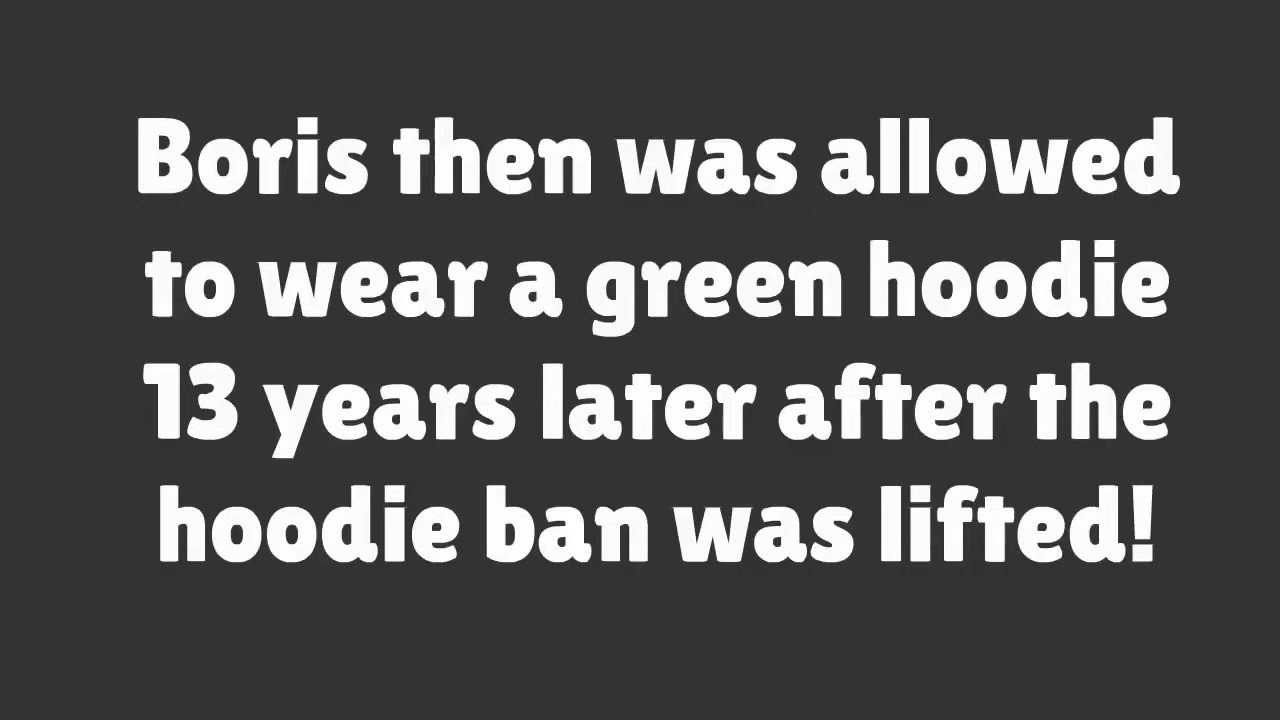 Boris then was allowed
to wear a green hoodie
13 years later after the
hoodie ban was lifted!